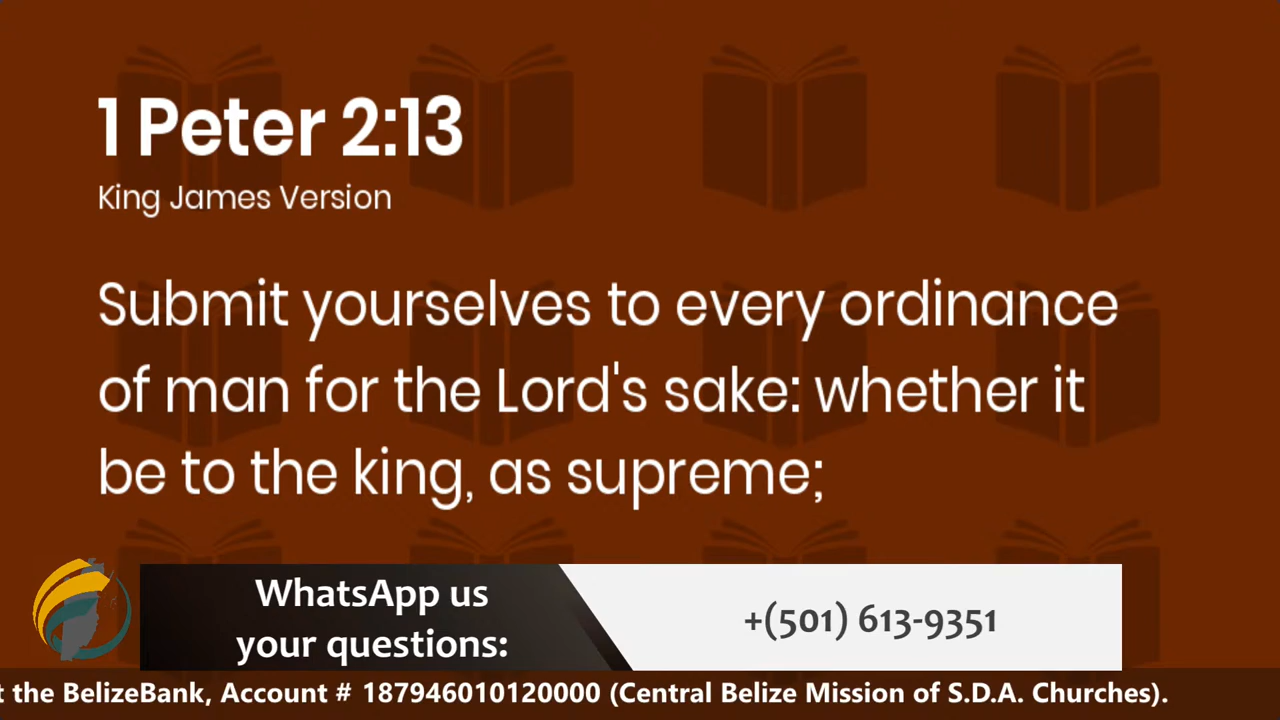 1 Peter 2:13
King James Version
Submit yourselves to every ordinance
of man for the Lord's sake: whether it
be to the king, as supreme;
WhatsApp us
your questions:
+(501) 613-9351
the BelizeBank, Account # 187946010120000 (Central Belize Mission of S.D.A. Churches).